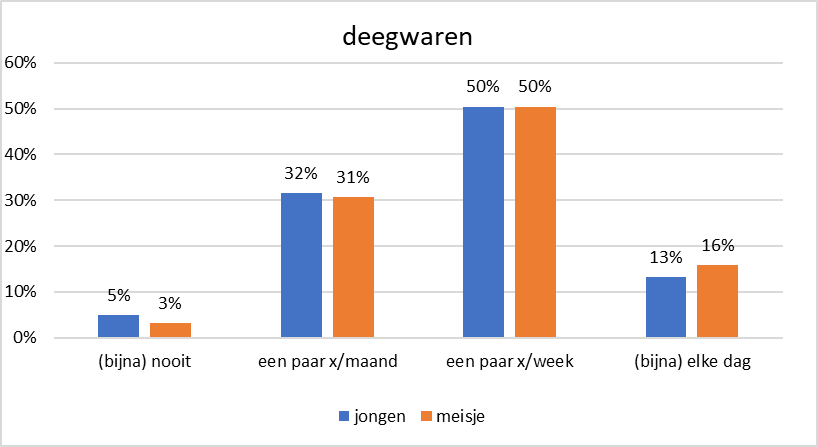 deegwaren
60%
50%
40%
30%
20%
10%
0%
5%
3%
32%
31%
50%
50%
13%
16%
(bijna) nooit
een paar x/maand
een paar x/week
(bijna) elke dag
jongen
meisje